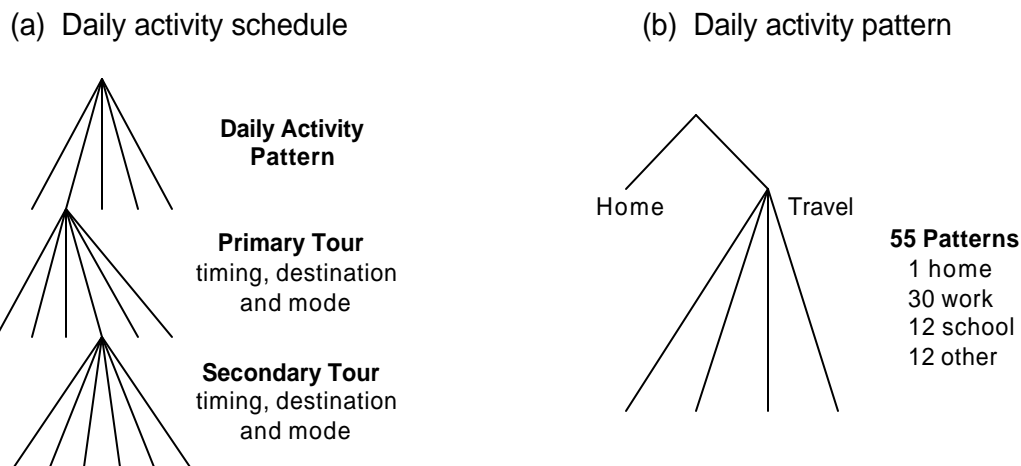 (a) Daily activity schedule
Daily Activity
Pattern
Primary Tour
timing, destination
and mode
Secondary Tour
timing, destination
and mode
(b) Daily activity pattern
Home
Travel
55 Patterns
1 home
30 work
12 school
12 other